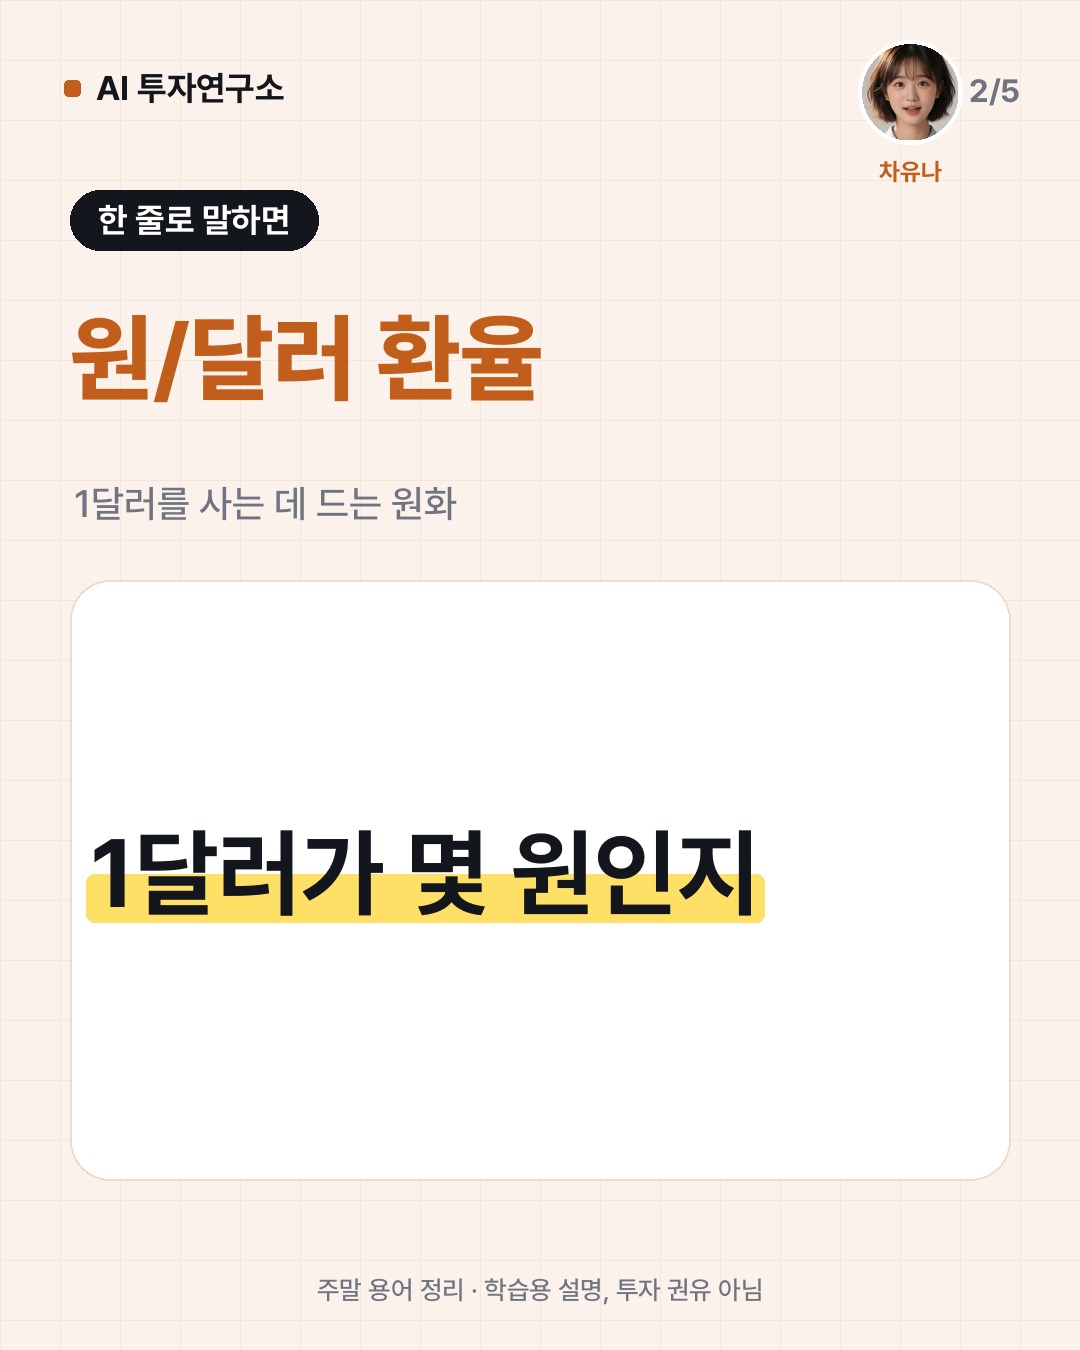 AI 투자연구소
2/5
차유나
한 줄로 말하면
원/달러 환율
1달러를 사는 데 드는 원화
1달러가 몇 원인지
주말 용어 정리 · 학습용 설명, 투자 권유 아님